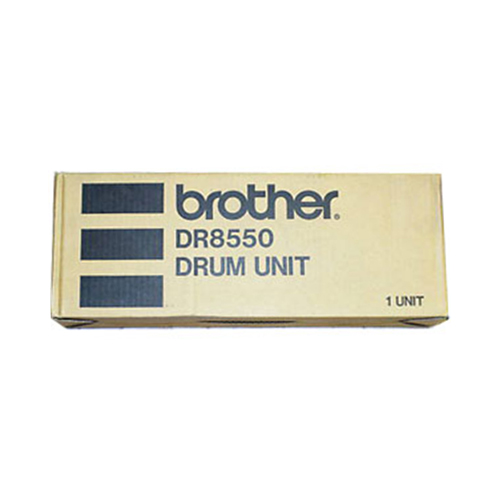 brother.
DR8550
DRUM UNIT
1 UNIT